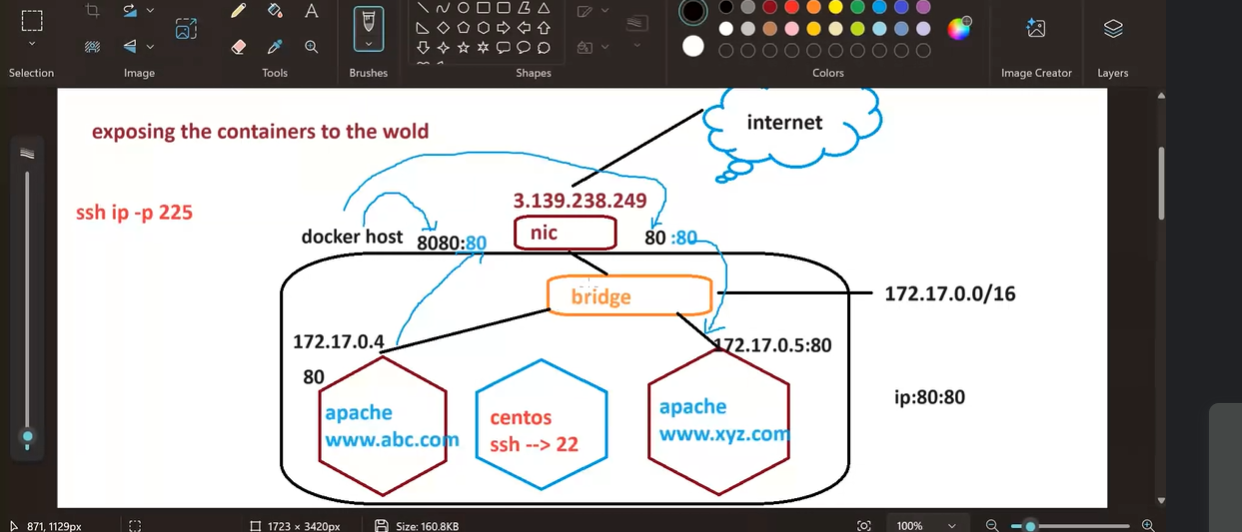 Selection
Image
Tools
Brushes
Shapes
Colors
Image Creator
Layers
A
exposing the containers to the wold
internet
ssh ip -p 225
3.139.238.249
docker host
8080:80
nic
80 :80
bridge
172.17.0.0/16
172.17.0.4
172.17.0.5:80
80
ip:80:80
apache
www.abc.com
centos
ssh --> 22
apache
www.xyz.com
871, 1129px
1723 × 3420px
Size: 160.8KB
100%